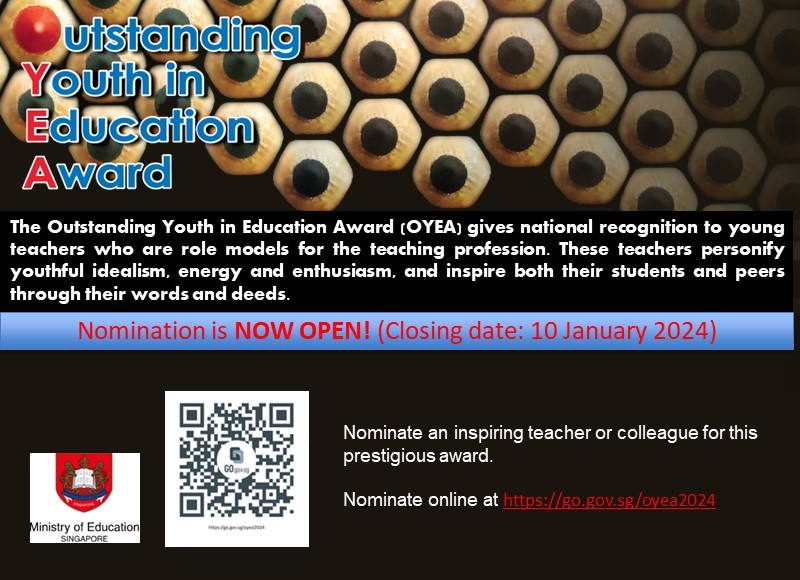 Outstanding
Youth in
Education
Award
The Outstanding Youth in Education Award (OYEA) gives national recognition to young
teachers who are role models for the teaching profession. These teachers personify
youthful idealism, energy and enthusiasm, and inspire both their students and peers
through their words and deeds.
Nomination is NOW OPEN! (Closing date: 10 January 2024)
GO.gov.sg
https://go.gov.sg/oyea2024
Nominate an inspiring teacher or colleague for this
prestigious award.
Nominate online at https://go.gov.sg/oyea2024
Ministry of Education
SINGAPORE